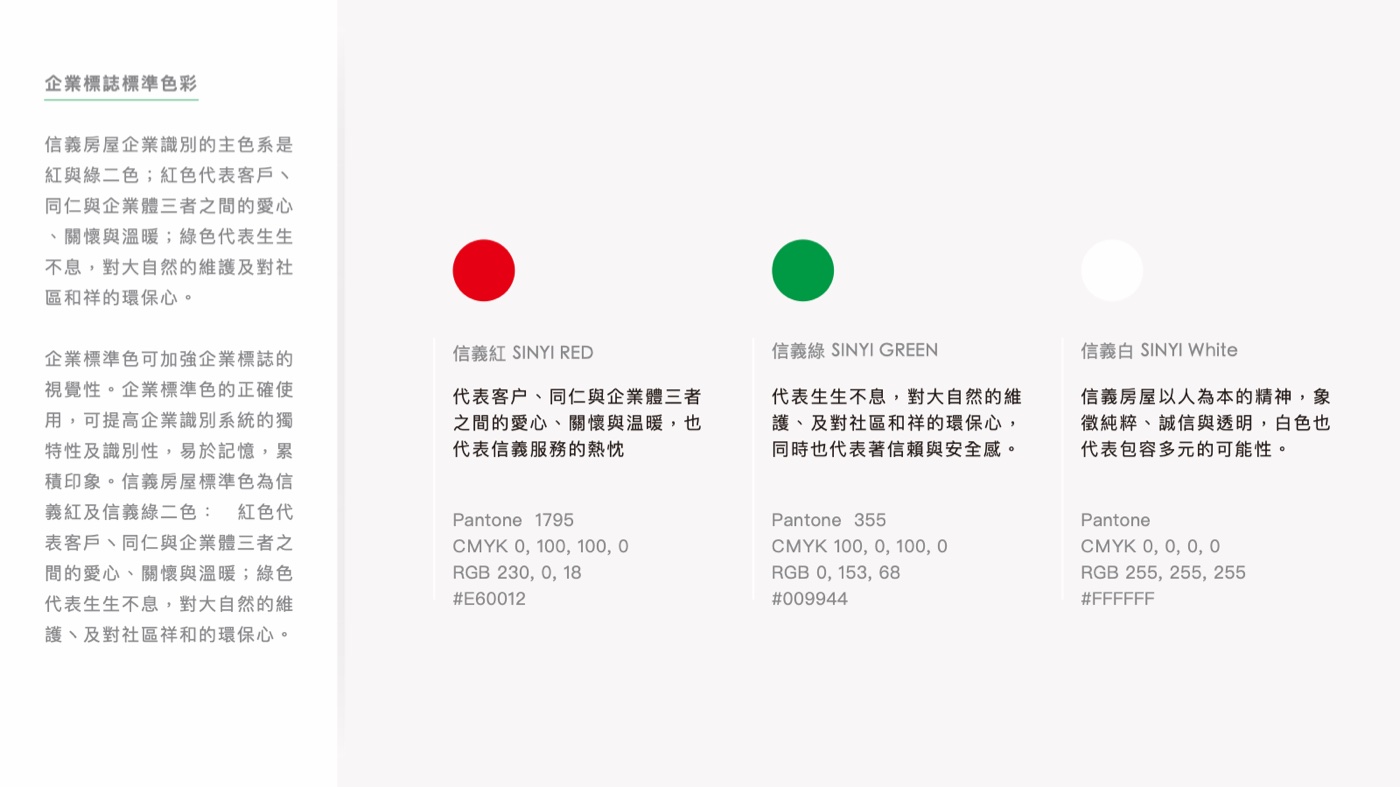 企業標誌標準色彩
信義房屋企業識別的主色系是
紅與綠二色；紅色代表客戶丶
同仁與企業體三者之間的愛心
、關懷與溫暖；綠色代表生生
不息，對大自然的維護及對社
區和祥的環保心。
企業標準色可加強企業標誌的
視覺性。企業標準色的正確使
用，可提高企業識別系統的獨
特性及識別性，易於記憶，累
積印象。信義房屋標準色為信
義紅及信義綠二色：　紅色代
表客戶丶同仁與企業體三者之
間的愛心、關懷與溫暖；綠色
代表生生不息，對大自然的維
護丶及對社區祥和的環保心。
信義紅 SINYI RED
代表客户、同仁與企業體三者
之間的愛心、關懷與温暖，也
代表信義服務的熱忱
Pantone 1795
CMYK 0, 100, 100, 0
RGB 230, 0, 18
#E60012
信義綠 SINYI GREEN
代表生生不息，對大自然的維
護、及對社區和祥的環保心，
同時也代表著信賴與安全感。
Pantone 355
CMYK 100, 0, 100, 0
RGB 0, 153, 68
#009944
信義白 SINYI White
信義房屋以人為本的精神，象
徵純粹、誠信與透明，白色也
代表包容多元的可能性。
Pantone
CMYK 0, 0, 0, 0
RGB 255, 255, 255
#FFFFFF